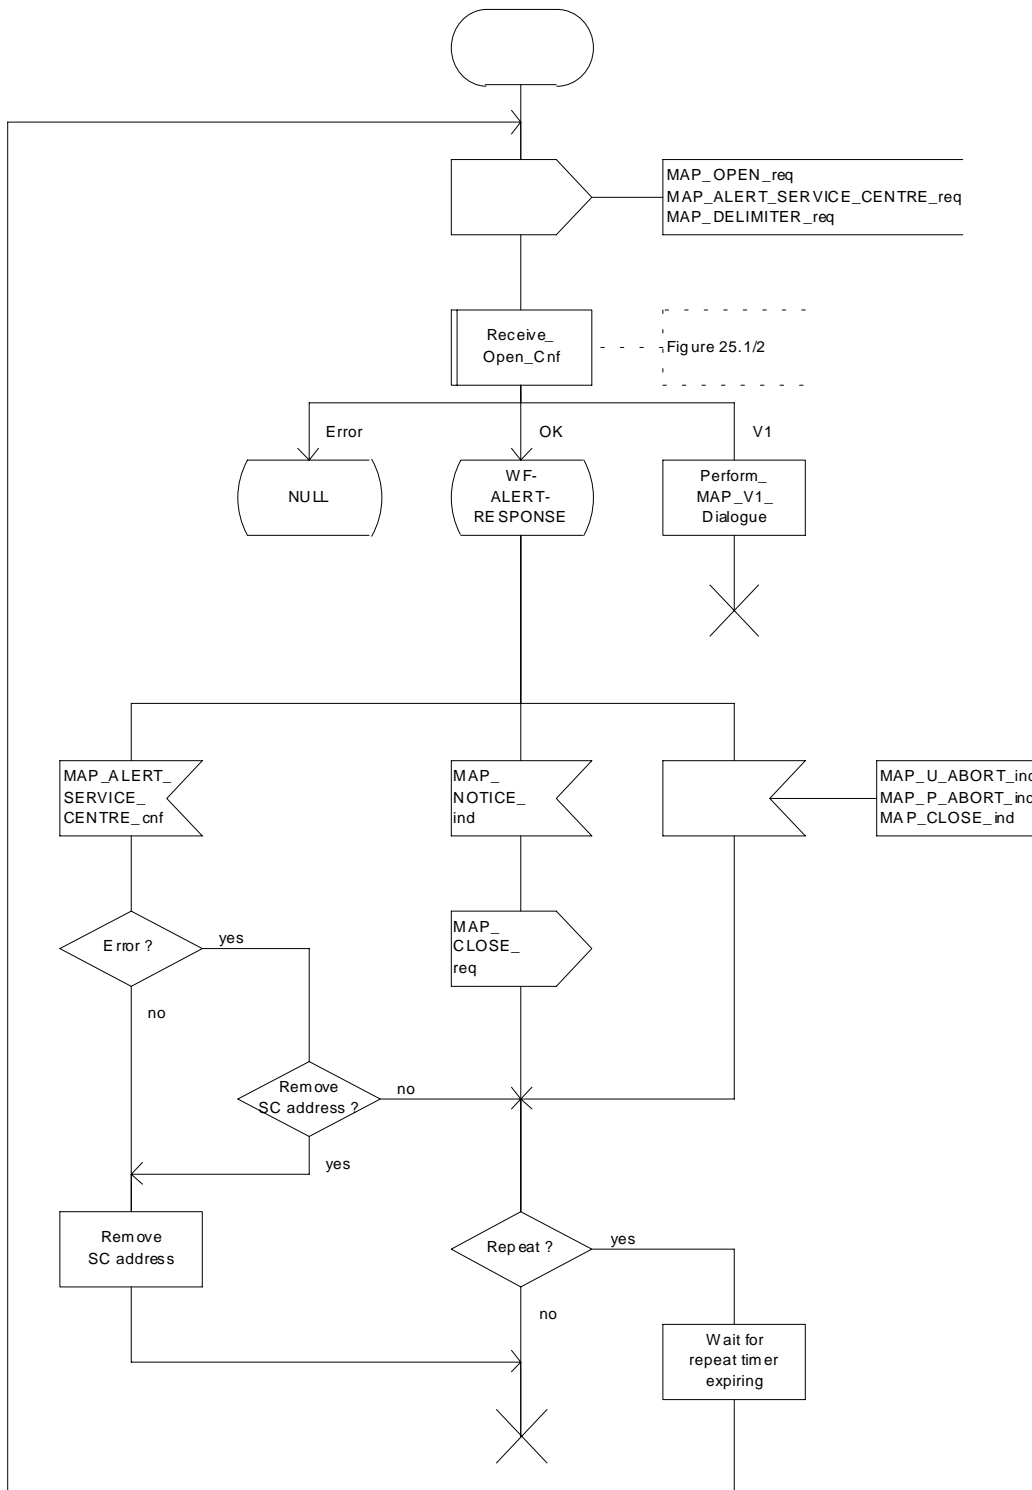 MAP_OPEN_req
MAP_ALERT_SERVICE_CENTRE_req
MAP_DELIMITER_req
Receive_
Open_Cnf
Figure 25.1/2
Error
OK
V1
NULL
WF-
ALERT-
RESPONSE
Perform_
MAP_V1_
Dialogue
MAP_ALERT_
SERVICE_
CENTRE_cnf
MAP_
NOTICE_
ind
MAP_U_ABORT_ind
MAP_P_ABORT_ind
MAP_CLOSE_ind
Error ?
yes
no
MAP_
CLOSE_
req
Remove
SC address ?
no
yes
Remove
SC address
Repeat ?
yes
no
Wait for
repeat timer
expiring